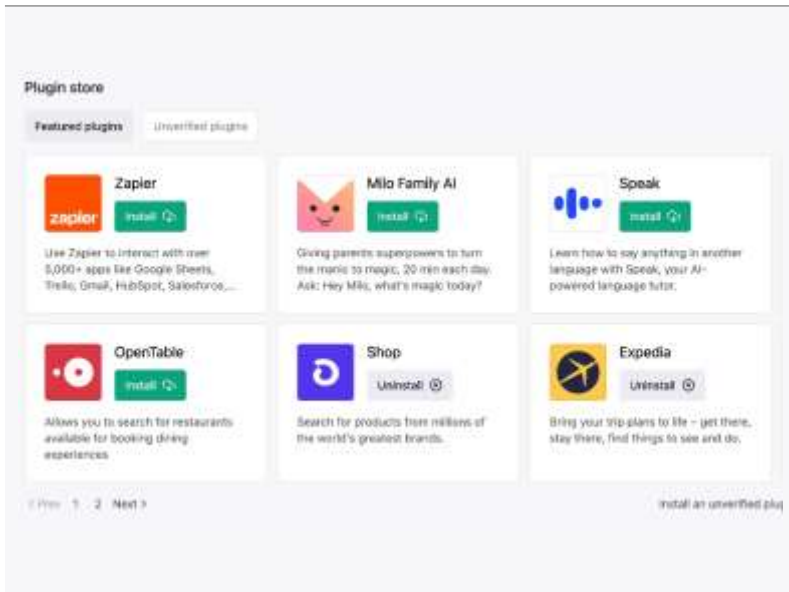 Plugin store
Featured plugins
Unverified plugins
zapier
Zapier
Install
Use Zapier to interact with over
5,000+ apps like Google Sheets,
Trello, Gmail, HubSpot, Salesforce,...
Milo Family AI
Install
Giving parents superpowers to turn
the manic to magic, 20 min each day.
Ask: Hey Milo, what's magic today?
Speak
Install
Learn how to say anything in another
language with Speak, your AI-
powered language tutor.
OpenTable
Install
Allows you to search for restaurants
available for booking dining
experiences
Shop
Uninstall
Search for products from millions of
the world's greatest brands.
Expedia
Uninstall
Bring your trip plans to life – get there,
stay there, find things to see and do.
< Prev 1 2 Next >
Install an unverified plug